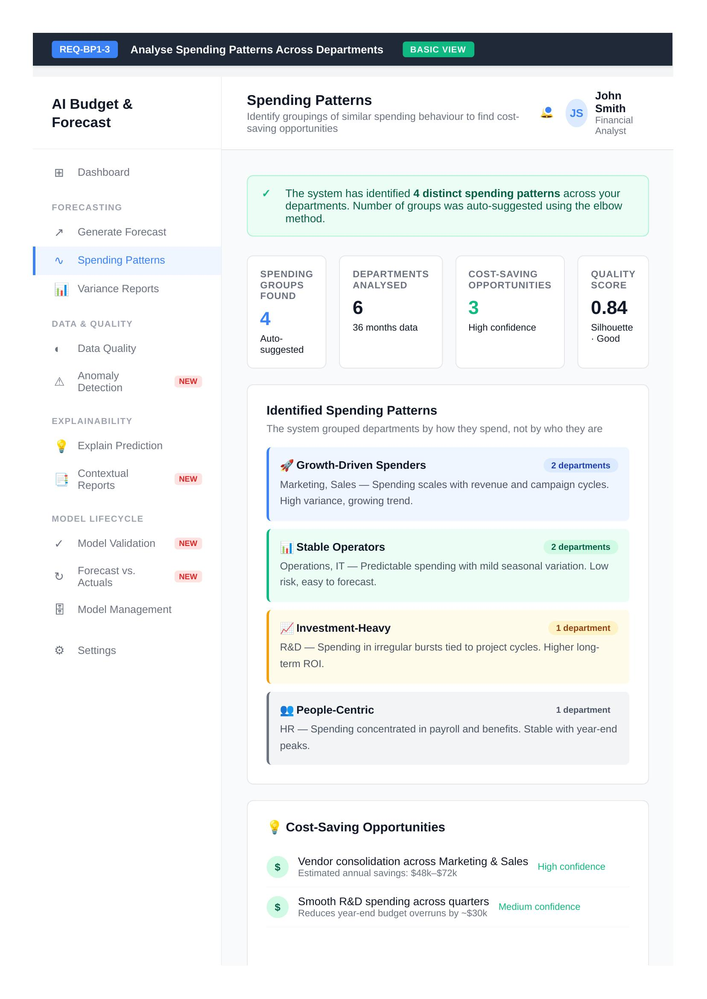 REQ-BP1-3 Analyse Spending Patterns Across Departments BASIC VIEW
AI Budget &
Forecast
Dashboard
FORECASTING
Generate Forecast
Spending Patterns
Variance Reports
DATA & QUALITY
Data Quality
Anomaly
Detection
NEW
EXPLAINABILITY
Explain Prediction
Contextual
Reports
NEW
MODEL LIFECYCLE
Model Validation NEW
Forecast vs.
Actuals
NEW
Model Management
Settings
Spending Patterns
Identify groupings of similar spending behaviour to find cost-
saving opportunities
JS
John
Smith
Financial
Analyst
The system has identified 4 distinct spending patterns across your
departments. Number of groups was auto-suggested using the elbow
method.
SPENDING
GROUPS
FOUND
4
Auto-
suggested
DEPARTMENTS
ANALYSED
6
36 months data
COST-SAVING
OPPORTUNITIES
3
High confidence
QUALITY
SCORE
0.84
Silhouette
· Good
Identified Spending Patterns
The system grouped departments by how they spend, not by who they are
Growth-Driven Spenders 2 departments
Marketing, Sales — Spending scales with revenue and campaign cycles.
High variance, growing trend.
Stable Operators 2 departments
Operations, IT — Predictable spending with mild seasonal variation. Low
risk, easy to forecast.
Investment-Heavy 1 department
R&D — Spending in irregular bursts tied to project cycles. Higher long-
term ROI.
People-Centric 1 department
HR — Spending concentrated in payroll and benefits. Stable with year-end
peaks.
Cost-Saving Opportunities
$
Vendor consolidation across Marketing & Sales
Estimated annual savings: $48k–$72k
High confidence
$
Smooth R&D spending across quarters
Reduces year-end budget overruns by ~$30k
Medium confidence